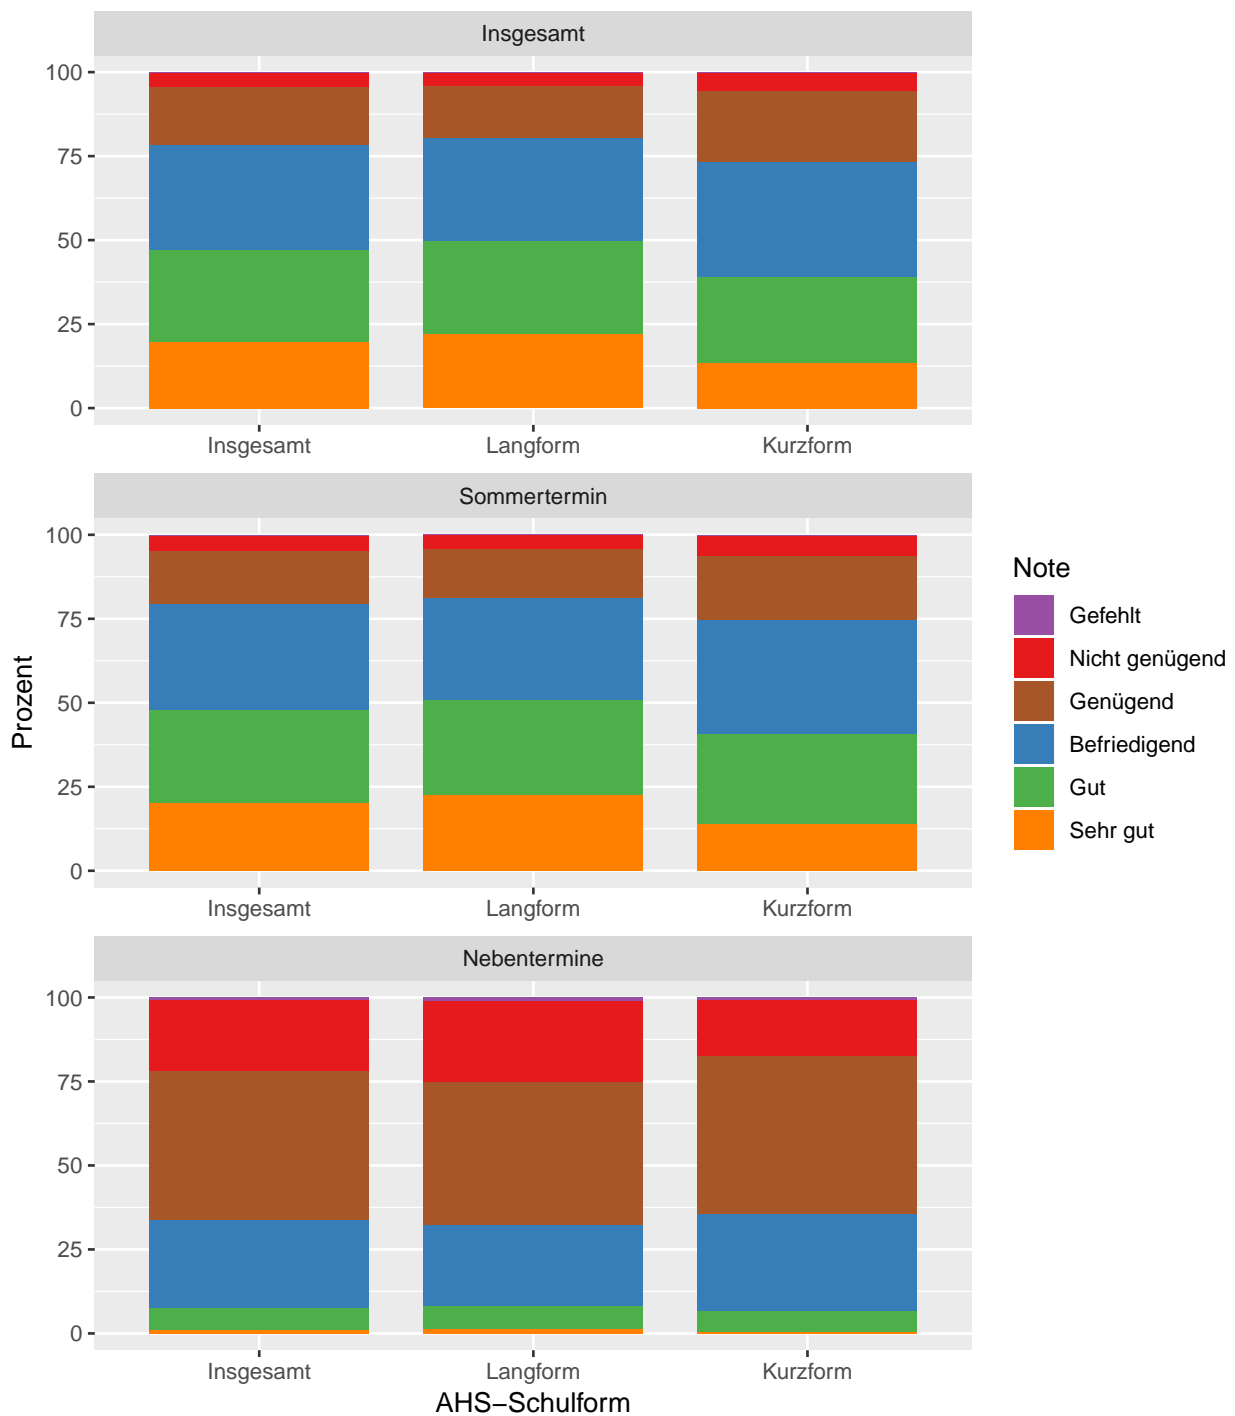 Insgesamt
100
75
50
25
0
Insgesamt Langform Kurzform
Sommertermin
100
75
50
25
0
Insgesamt Langform Kurzform
Nebentermine
100
75
50
25
0
Insgesamt Langform Kurzform
AHS−Schulform
Prozent
Note
Gefehlt
Nicht genügend
Genügend
Befriedigend
Gut
Sehr gut